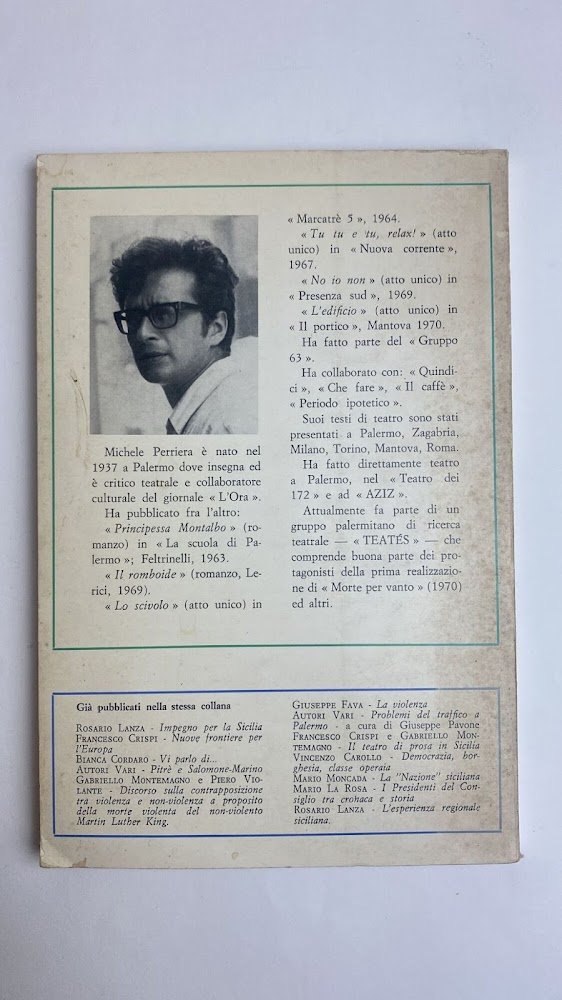 Michele Perriera è nato nel
1937 a Palermo dove insegna ed
è critico teatrale e collaboratore
culturale del giornale « L'Ora ».
Ha pubblicato fra l'altro:
« Principessa Montalbo » (ro-
manzo) in « La scuola di Pa-
lermo »; Feltrinelli, 1963.
« Il romboide » (romanzo, Le-
rici, 1969).
« Lo scivolo » (atto unico) in
« Marcatrè 5 », 1964.
« Tu tu e tu, relax! » (atto
unico) in « Nuova corrente »,
1967.
« No io non » (atto unico) in
« Presenza sud », 1969.
« L'edificio » (atto unico) in
« Il portico », Mantova 1970.
Ha fatto parte del « Gruppo
63 ».
Ha collaborato con: « Quindi-
ci », « Che fare », « Il caffè »,
« Periodo ipotetico ».
Suoi testi di teatro sono stati
presentati a Palermo, Zagabria,
Milano, Torino, Mantova, Roma.
Ha fatto direttamente teatro
a Palermo, nel « Teatro dei
172 » e ad « AZIZ ».
Attualmente fa parte di un
gruppo palermitano di ricerca
teatrale — « TEATÉS » — che
comprende buona parte dei pro-
tagonisti della prima realizzazio-
ne di « Morte per vanto » (1970)
ed altri.
Già pubblicati nella stessa collana
ROSARIO LANZA - Impegno per la Sicilia
FRANCESCO CRISPI - Nuove frontiere per
l'Europa
BIANCA CORDARO - Vi parlo di...
AUTORI VARI - Pitrè e Salomone-Marino
GABRIELLO MONTEMAGNO e PIERO VIO-
LANTE - Discorso sulla contrapposizione
tra violenza e non-violenza a proposito
della morte violenta del non-violento
Martin Luther King.
GIUSEPPE FAVA - La violenza
AUTORI VARI - Problemi del traffico a
Palermo - a cura di Giuseppe Pavone
FRANCESCO CRISPI e GABRIELLO MON-
TEMAGNO - Il teatro di prosa in Sicilia
VINCENZO CAROLLO - Democrazia, bor-
ghesia, classe operaia
MARIO MONCADA - La "Nazione" siciliana
MARIO LA ROSA - I Presidenti del Con-
siglio tra cronaca e storia
ROSARIO LANZA - L'esperienza regionale
siciliana.